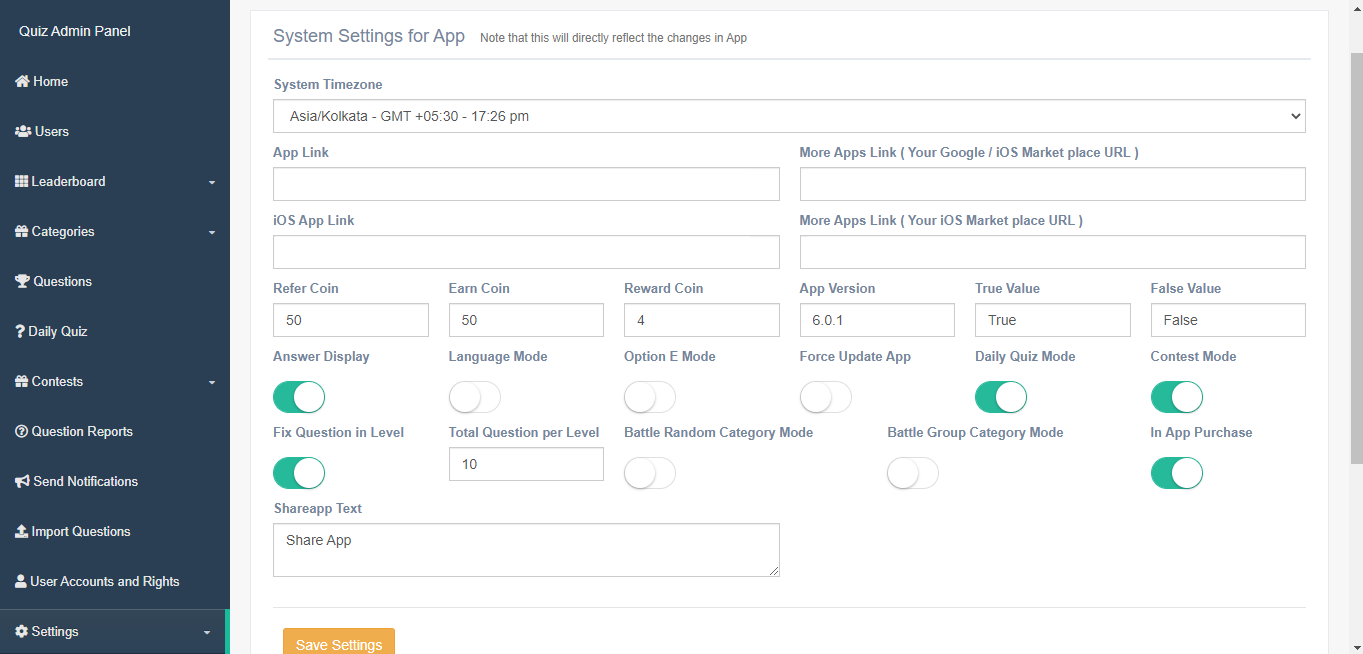 Quiz Admin Panel
Home
Users
Leaderboard
Categories
Questions
Daily Quiz
Contests
Question Reports
Send Notifications
Import Questions
User Accounts and Rights
Settings
System Settings for App Note that this will directly reflect the changes in App
System Timezone
Asia/Kolkata - GMT +05:30 - 17:26 pm
App Link More Apps Link ( Your Google / iOS Market place URL )
iOS App Link More Apps Link ( Your iOS Market place URL )
Refer Coin Earn Coin Reward Coin App Version True Value False Value
50 50 4 6.0.1 True False
Answer Display Language Mode Option E Mode Force Update App Daily Quiz Mode Contest Mode
Fix Question in Level Total Question per Level Battle Random Category Mode Battle Group Category Mode In App Purchase
10
Shareapp Text
Share App
Save Settings